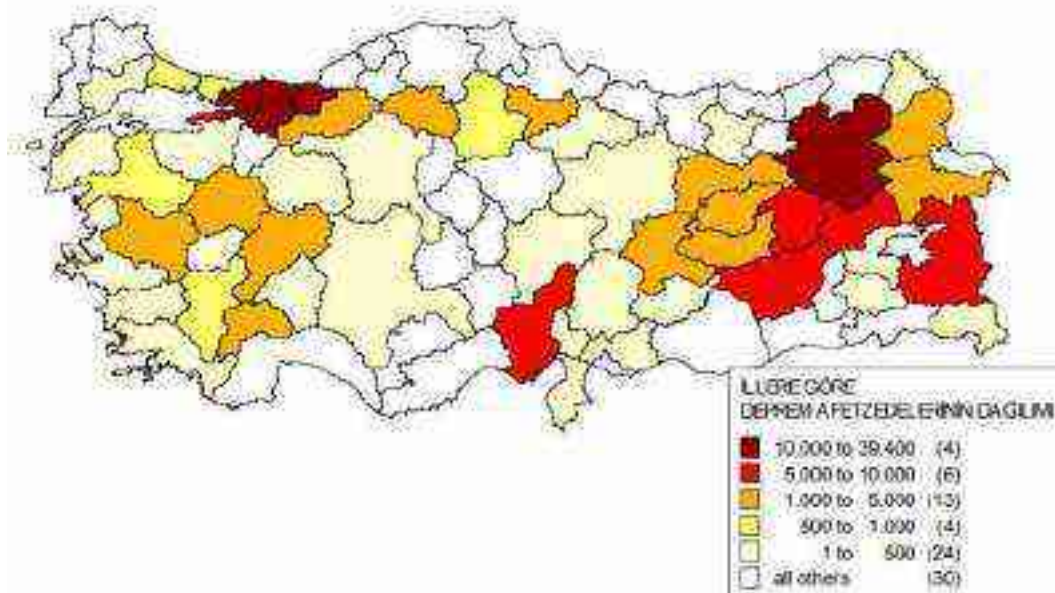 İLLERE GÖRE
DEPREM AFETZEDELERİNİN DAĞILIMI
10.000 to 39.400 (4)
5.000 to 10.000 (6)
1.000 to 5.000 (13)
500 to 1.000 (4)
1 to 500 (24)
all others (30)